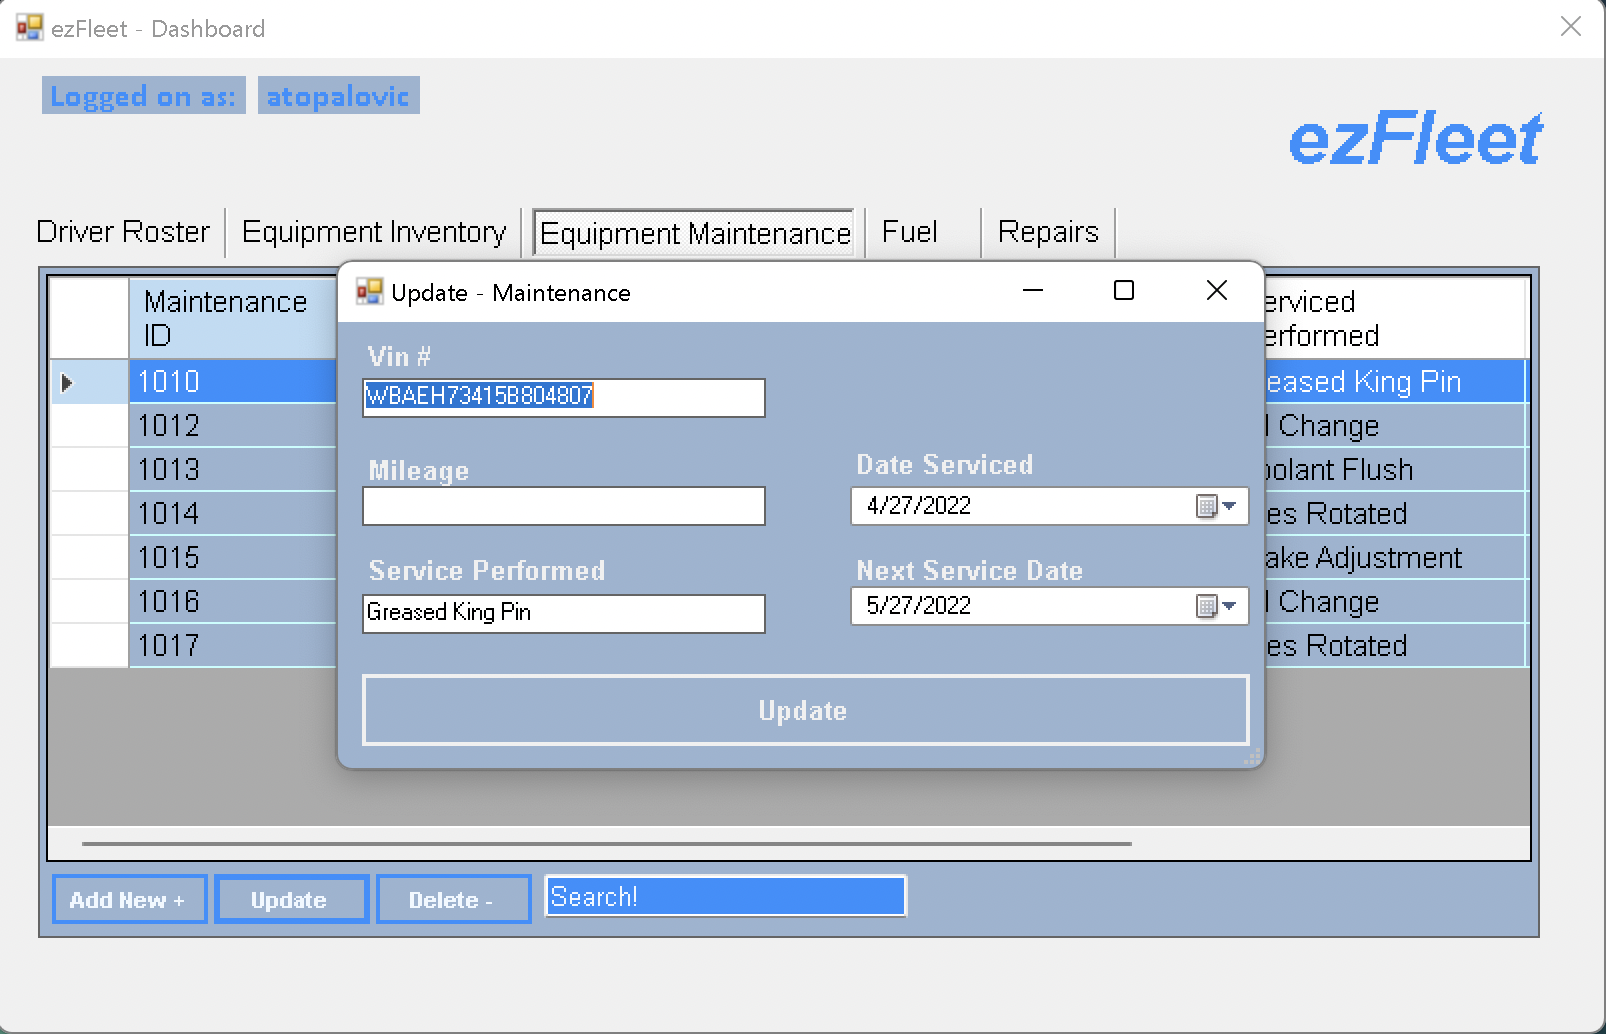 ezFleet - Dashboard
Logged on as: atopalovic
ezFleet
Driver Roster Equipment Inventory Equipment Maintenance Fuel Repairs
Maintenance
ID
1010
1012
1013
1014
1015
1016
1017
Update - Maintenance
Vin #
WBAEH73415B804807
Mileage
Date Serviced
4/27/2022
Service Performed
Greased King Pin
Next Service Date
5/27/2022
Update
erviced
erformed
eased King Pin
l Change
olant Flush
es Rotated
ake Adjustment
l Change
es Rotated
Add New + Update Delete - Search!